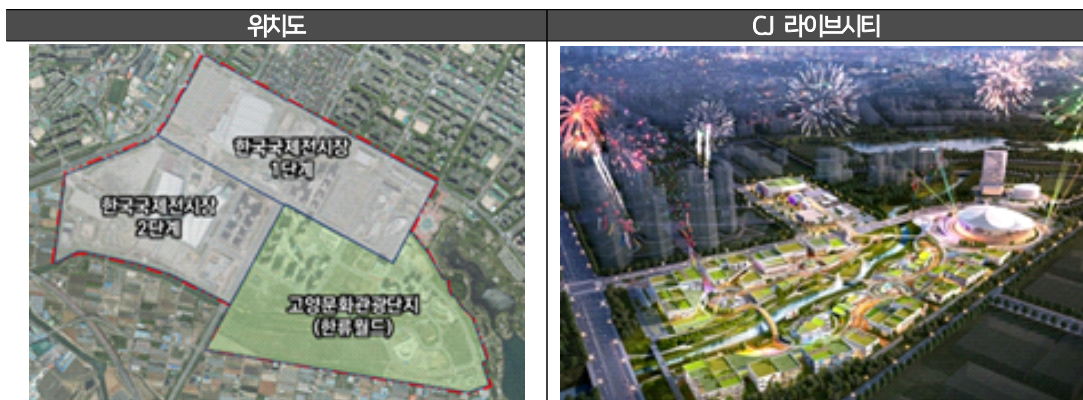 위치도
CJ 라이브시티
한국국제전시장
1단계
한국국제전시장
2단계
고양문화관광단지
(한류월드)